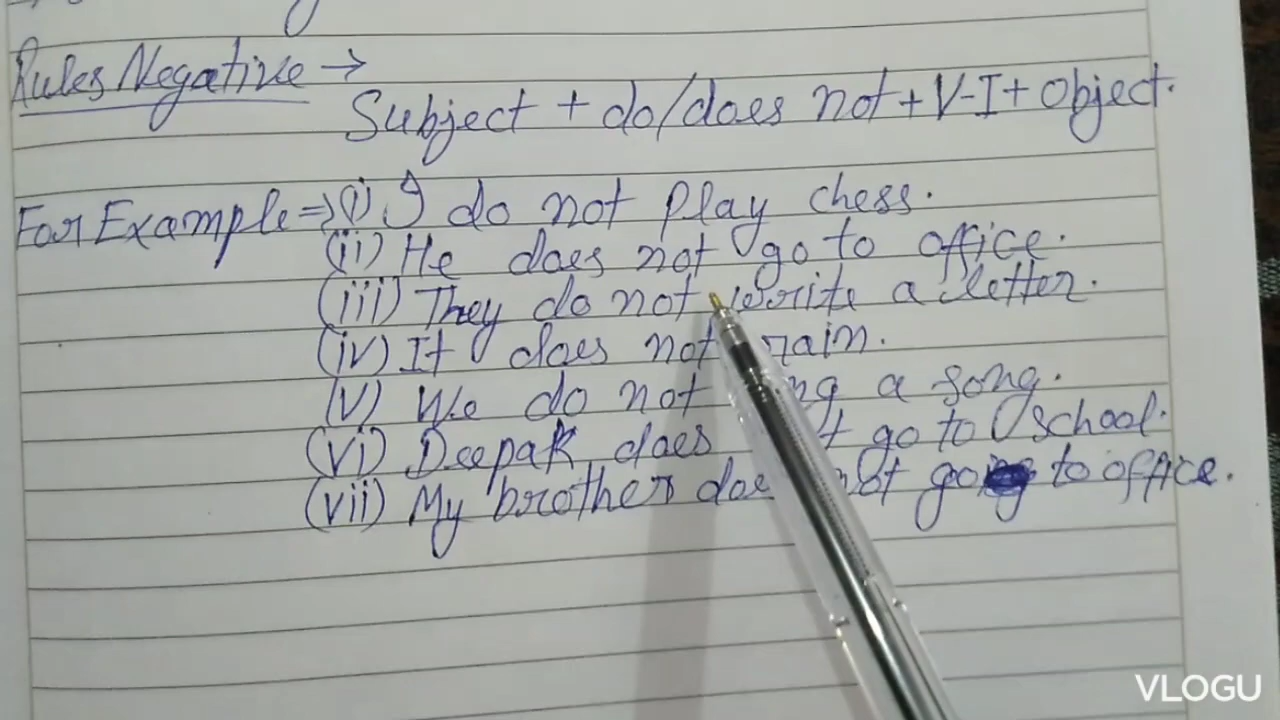 Rules Negative →
Subject + do/does not + V-I + Object.
For Example ⇒ (i) I do not play chess.
(ii) He does not go to office.
(iii) They do not write a letter.
(iv) It does not rain.
(v) We do not a song.
(vi) Deepak does go to school.
(vii) My brother not go to office.
VLOGU